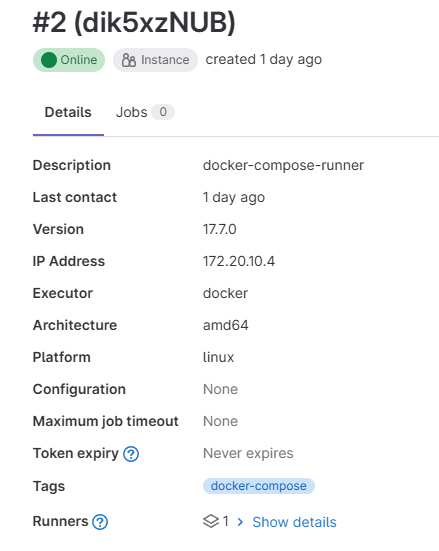 #2 (dik5xzNUB)
Online Instance created 1 day ago
Details Jobs 0
Description docker-compose-runner
Last contact 1 day ago
Version 17.7.0
IP Address 172.20.10.4
Executor docker
Architecture amd64
Platform linux
Configuration None
Maximum job timeout None
Token expiry ? Never expires
Tags docker-compose
Runners ? 1 > Show details